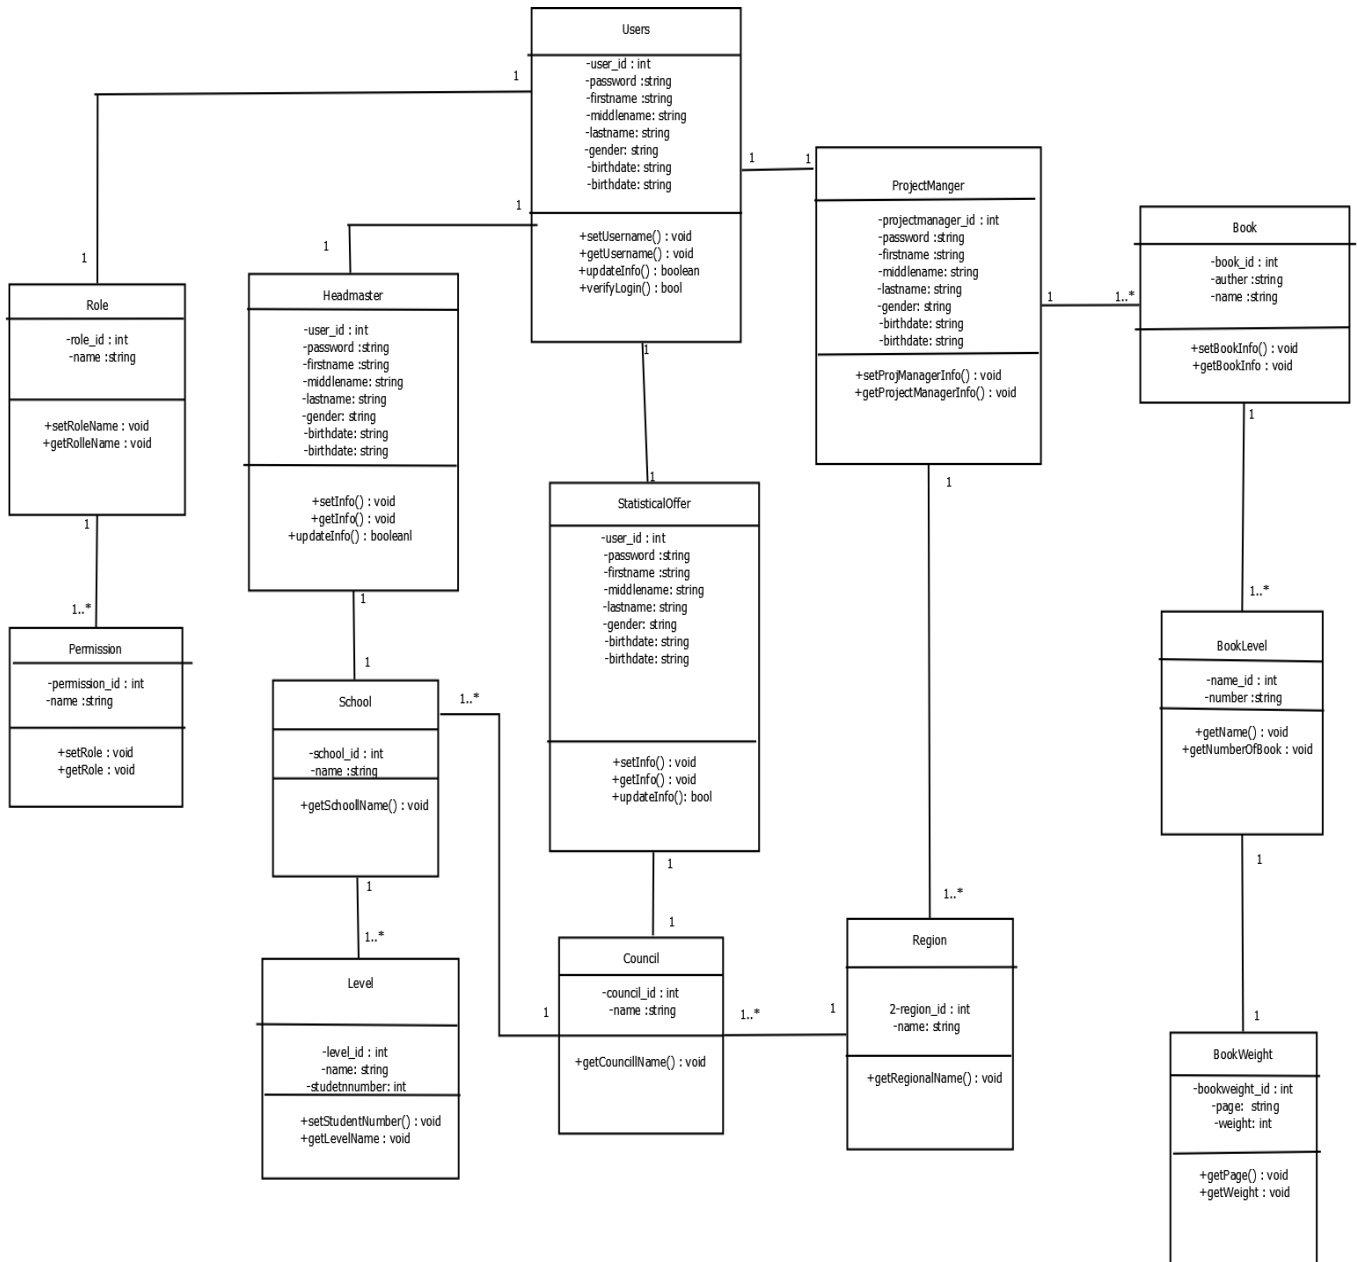 Users
-user_id : int
-password :string
-firstname :string
-middlename: string
-lastname: string
-gender: string
-birthdate: string
-birthdate: string
+setUsername() : void
+getUsername() : void
+updateInfo() : boolean
+verifyLogin() : bool
1
1
1
1
1
1
1
1
ProjectManger
-projectmanager_id : int
-password :string
-firstname :string
-middlename: string
-lastname: string
-gender: string
-birthdate: string
-birthdate: string
+setProjManagerInfo() : void
+getProjectManagerInfo() : void
1
1..*
1
1..*
Book
-book_id : int
-auther :string
-name :string
+setBookInfo() : void
+getBookInfo : void
1
1..*
Role
-role_id : int
-name :string
+setRoleName : void
+getRolleName : void
1
1..*
Headmaster
-user_id : int
-password :string
-firstname :string
-middlename: string
-lastname: string
-gender: string
-birthdate: string
-birthdate: string
+setInfo() : void
+getInfo() : void
+updateInfo() : booleanl
1
1
StatisticalOffer
-user_id : int
-password :string
-firstname :string
-middlename: string
-lastname: string
-gender: string
-birthdate: string
-birthdate: string
+setInfo() : void
+getInfo() : void
+updateInfo(): bool
1
1
Permission
-permission_id : int
-name :string
+setRole : void
+getRole : void
School
-school_id : int
-name :string
+getSchoollName() : void
1..*
1
1
1..*
BookLevel
-name_id : int
-number :string
+getName() : void
+getNumberOfBook : void
1
1
Level
-level_id : int
-name: string
-studetnnumber: int
+setStudentNumber() : void
+getLevelName : void
Council
-council_id : int
-name :string
+getCouncillName() : void
1..*
1
Region
2-region_id : int
-name: string
+getRegionalName() : void
BookWeight
-bookweight_id : int
-page: string
-weight: int
+getPage() : void
+getWeight : void